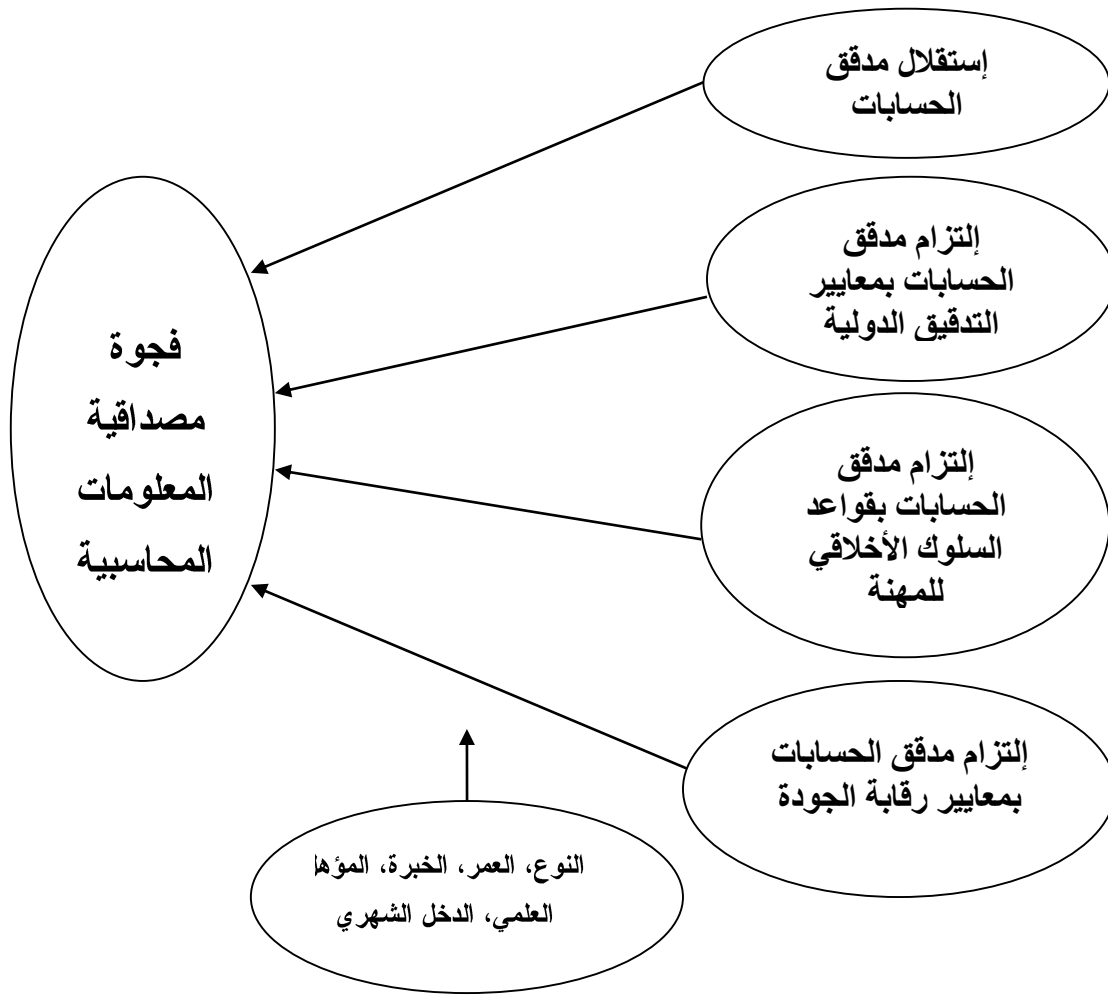 إستقلال مدقق
الحسابات
إلتزام مدقق
الحسابات بمعايير
التدقيق الدولية
إلتزام مدقق
الحسابات بقواعد
السلوك الأخلاقي
للمهنة
إلتزام مدقق الحسابات
بمعايير رقابة الجودة
فجوة
مصداقية
المعلومات
المحاسبية
النوع، العمر، الخبرة، المؤهل
العلمي، الدخل الشهري